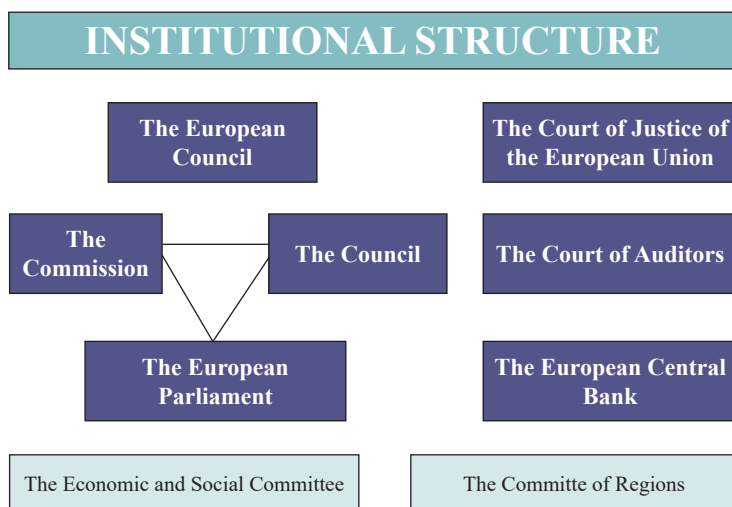 INSTITUTIONAL STRUCTURE
The European
Council
The Court of Justice of
the European Union
The
Commission
The Council
The Court of Auditors
The European
Parliament
The European Central
Bank
The Economic and Social Committee
The Committe of Regions